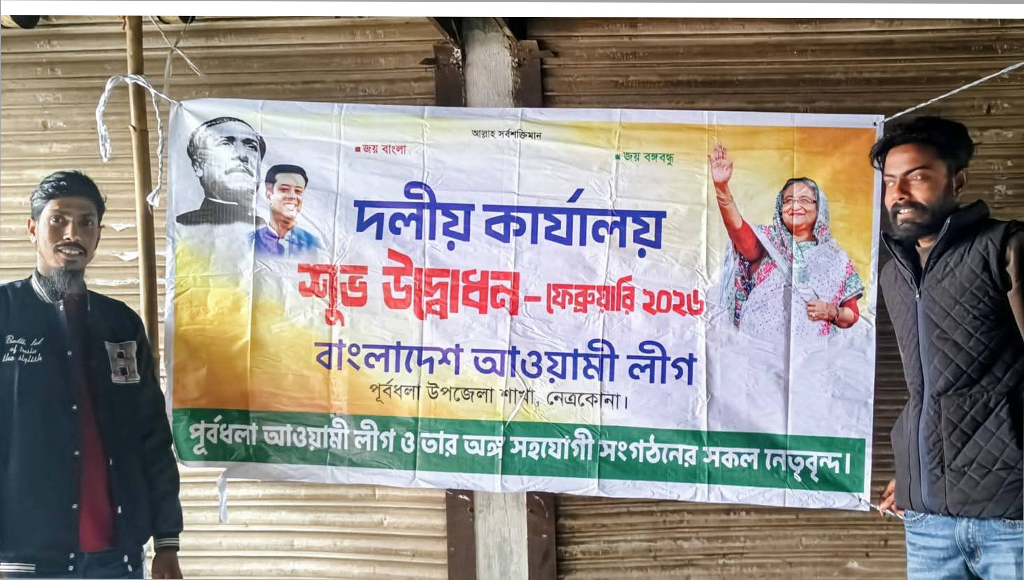 আল্লাহ সর্বশক্তিমান
জয় বাংলা
জয় বঙ্গবন্ধু
দলীয় কার্যালয়
শুভ উদ্বোধন – ফেব্রুয়ারি ২০২৬
বাংলাদেশ আওয়ামী লীগ
পূর্বধলা উপজেলা শাখা, নেত্রকোনা।
পূর্বধলা আওয়ামী লীগ ও তার অঙ্গ সহযোগী সংগঠনের সকল নেতৃবৃন্দ।